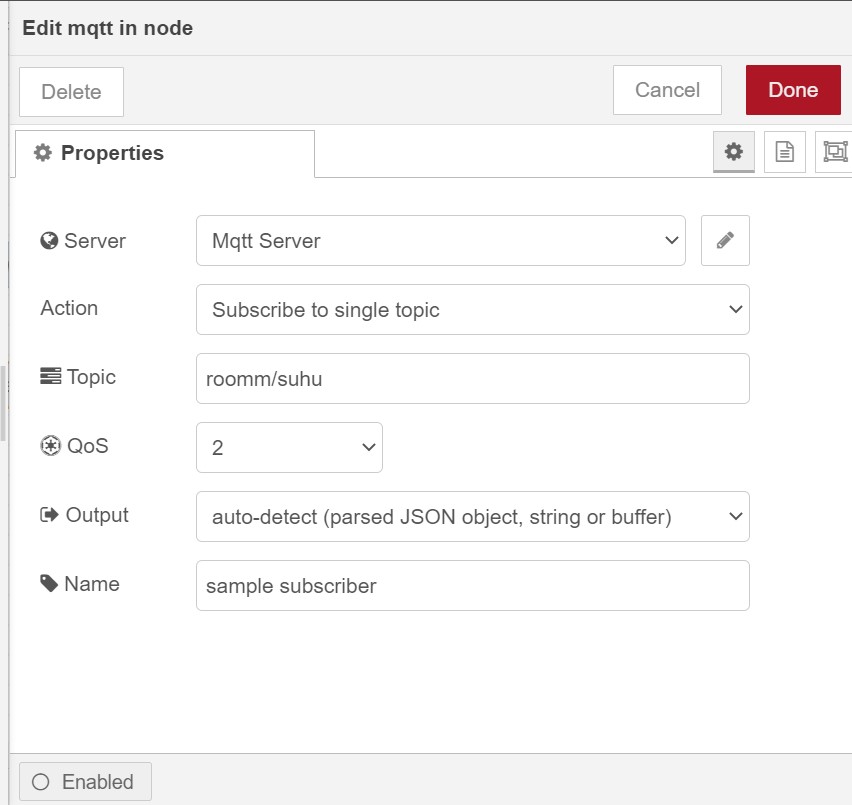 Edit mqtt in node
Delete
Cancel
Done
Properties
Server
Mqtt Server
Action
Subscribe to single topic
Topic
roomm/suhu
QoS
2
Output
auto-detect (parsed JSON object, string or buffer)
Name
sample subscriber
Enabled